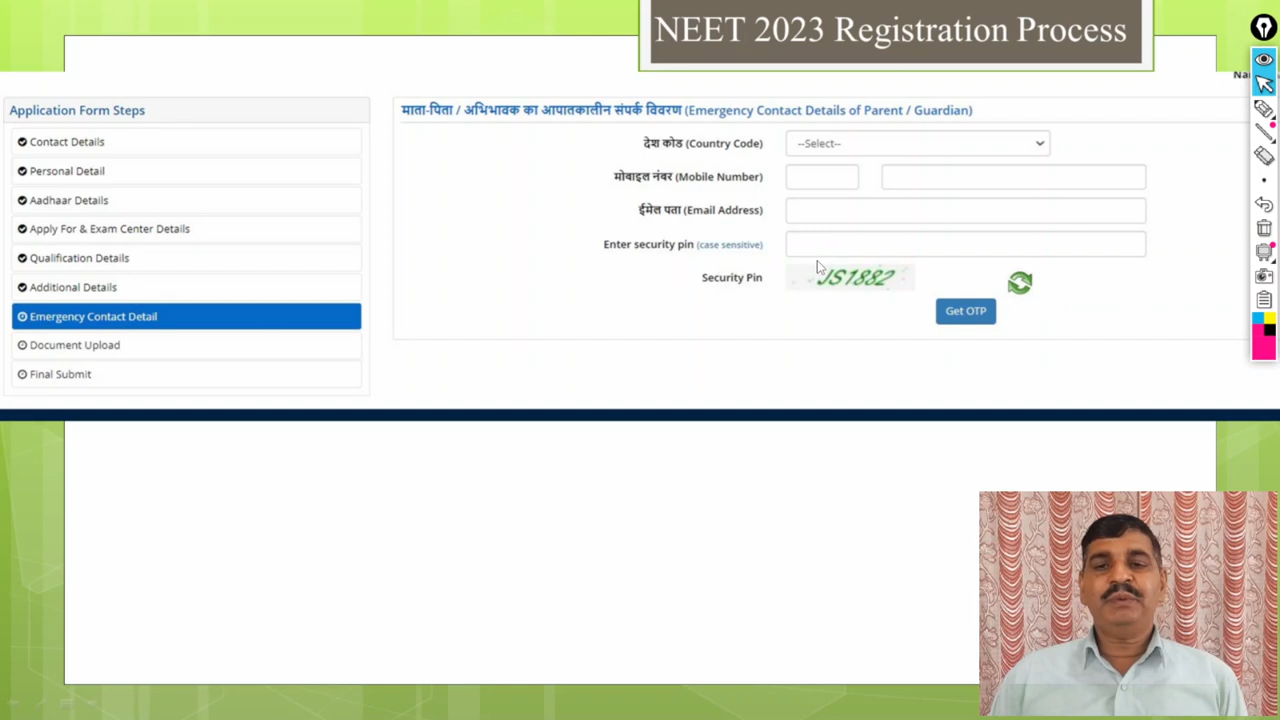 NEET 2023 Registration Process
Application Form Steps
Contact Details
Personal Detail
Aadhaar Details
Apply For & Exam Center Details
Qualification Details
Additional Details
Emergency Contact Detail
Document Upload
Final Submit
माता-पिता / अभिभावक का आपातकालीन संपर्क विवरण (Emergency Contact Details of Parent / Guardian)
देश कोड (Country Code) --Select--
मोबाइल नंबर (Mobile Number)
ईमेल पता (Email Address)
Enter security pin (case sensitive)
Security Pin JS1882
Get OTP